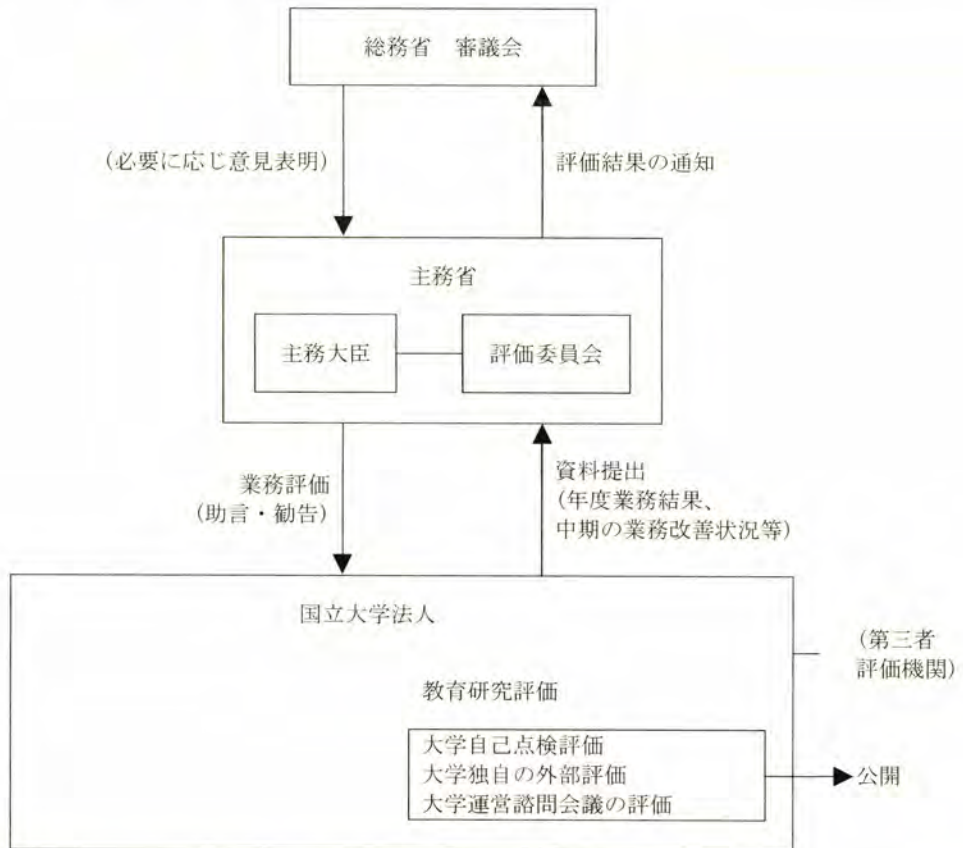 総務省　審議会
(必要に応じ意見表明)
評価結果の通知
主務省
主務大臣
評価委員会
業務評価
(助言・勧告)
資料提出
(年度業務結果、
中期の業務改善状況等)
国立大学法人
(第三者
評価機関)
教育研究評価
大学自己点検評価
大学独自の外部評価
大学運営諮問会議の評価
公開